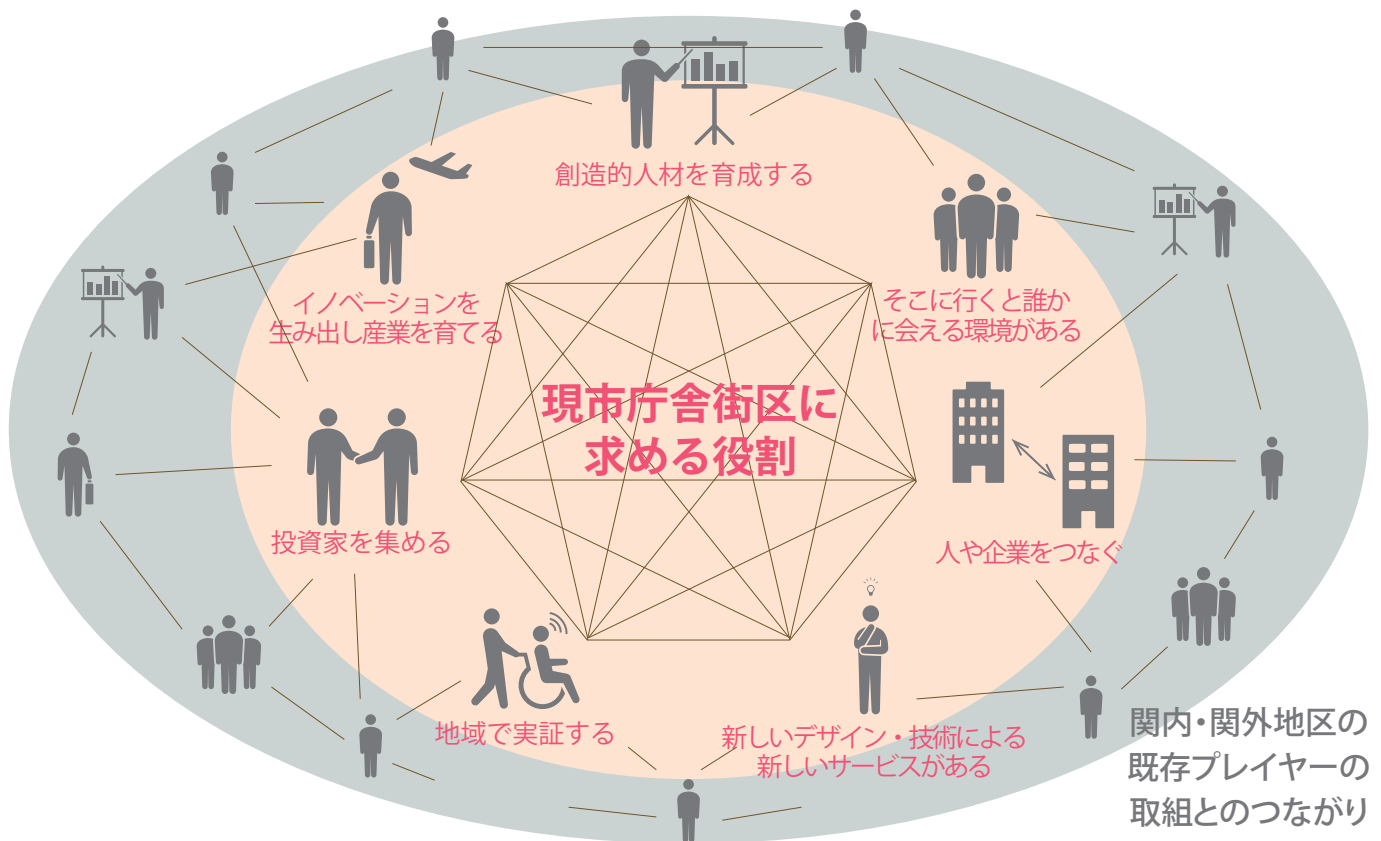 創造的人材を育成する
イノベーションを
生み出し産業を育てる
そこに行くと誰か
に会える環境がある
現市庁舎街区に
求める役割
投資家を集める
人や企業をつなぐ
地域で実証する
新しいデザイン・技術による
新しいサービスがある
関内・関外地区の
既存プレイヤーの
取組とのつながり